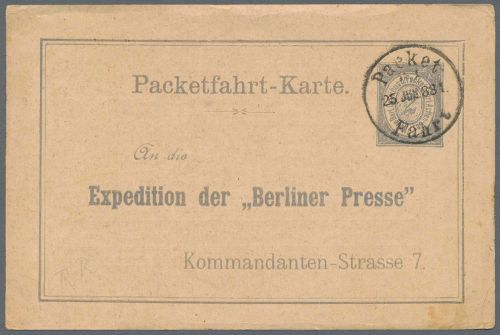 Packetfahrt-Karte.
Packet
Fahrt
An die
Expedition der „Berliner Presse“
Kommandanten-Strasse 7.